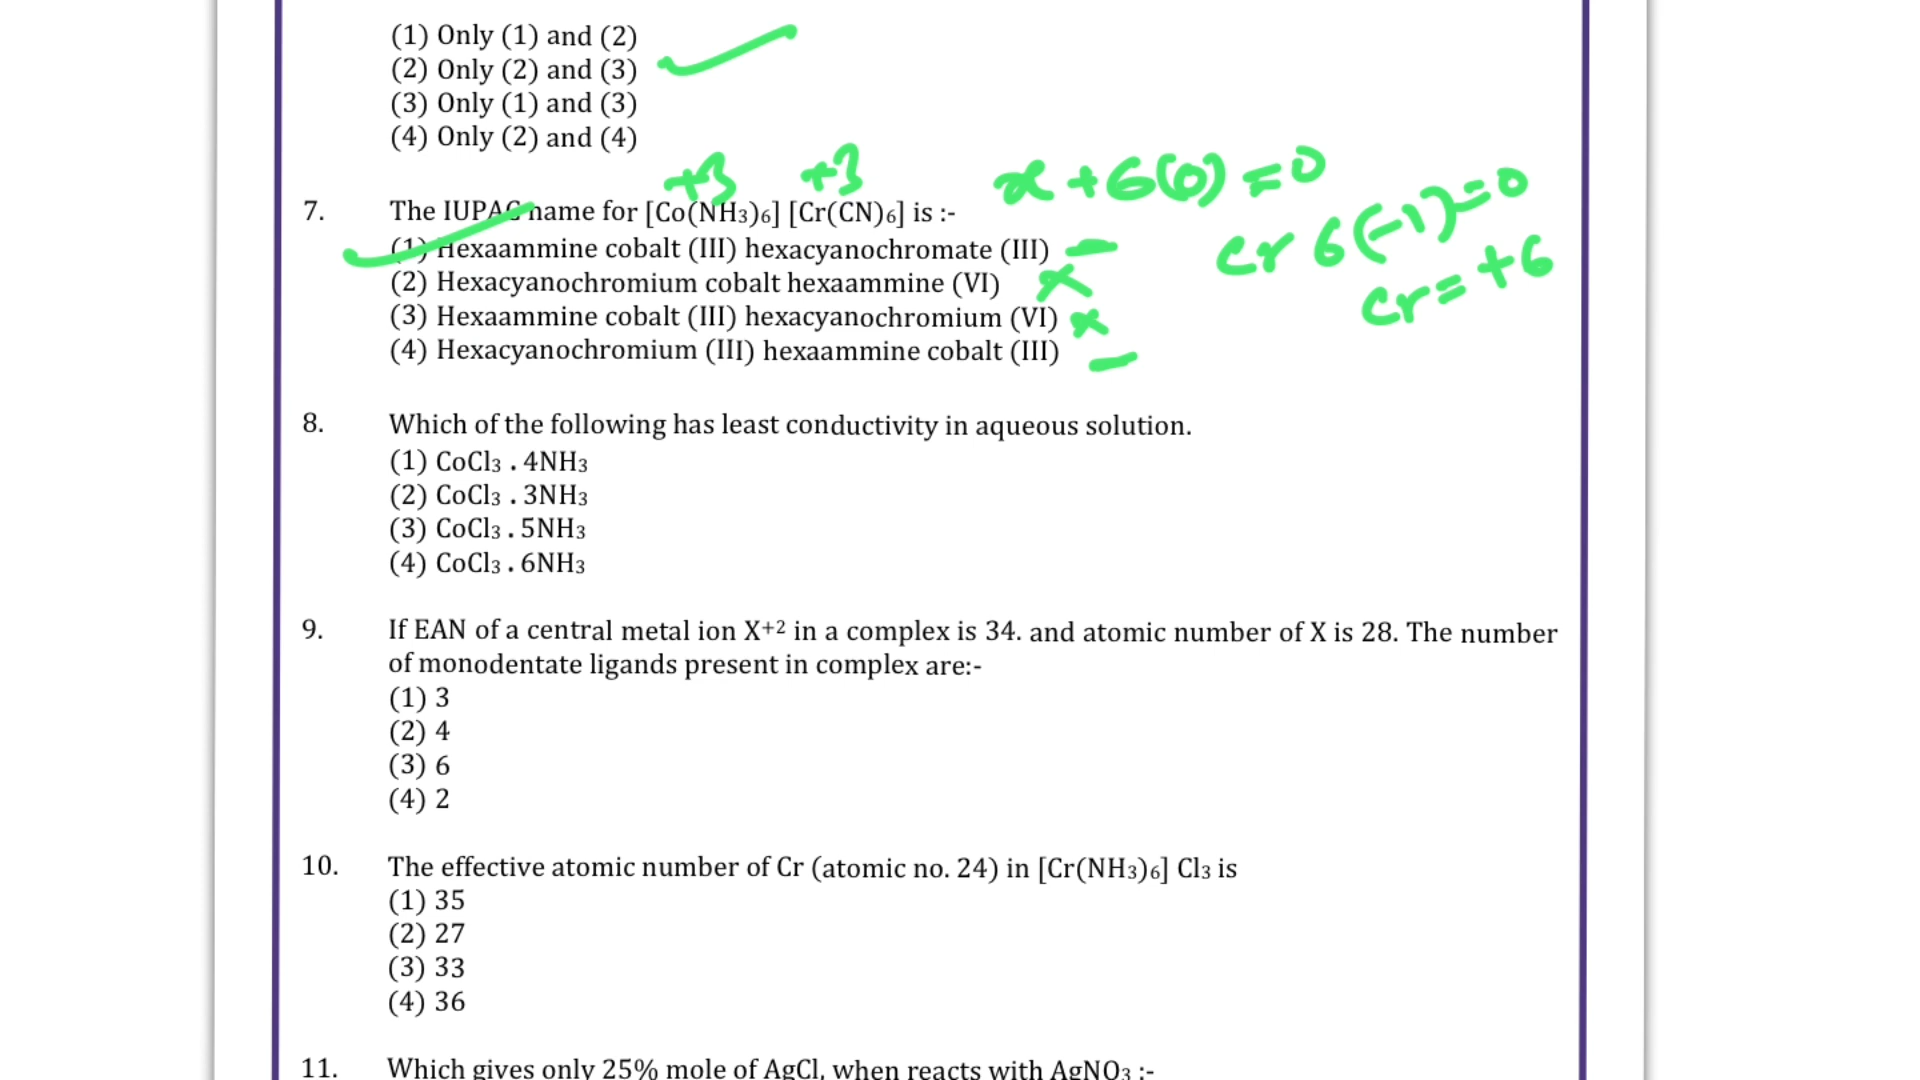 (1) Only (1) and (2)
(2) Only (2) and (3)
(3) Only (1) and (3)
(4) Only (2) and (4)
+3 +3 x+6(0)=0
7. The IUPAC name for [Co(NH3)6] [Cr(CN)6] is :-
Cr 6(-1)=0
(1) Hexaammine cobalt (III) hexacyanochromate (III)
(2) Hexacyanochromium cobalt hexaammine (VI)
Cr=+6
(3) Hexaammine cobalt (III) hexacyanochromium (VI)
(4) Hexacyanochromium (III) hexaammine cobalt (III)
8. Which of the following has least conductivity in aqueous solution.
(1) CoCl3 . 4NH3
(2) CoCl3 . 3NH3
(3) CoCl3 . 5NH3
(4) CoCl3 . 6NH3
9. If EAN of a central metal ion X+2 in a complex is 34. and atomic number of X is 28. The number
of monodentate ligands present in complex are:-
(1) 3
(2) 4
(3) 6
(4) 2
10. The effective atomic number of Cr (atomic no. 24) in [Cr(NH3)6] Cl3 is
(1) 35
(2) 27
(3) 33
(4) 36
11. Which gives only 25% mole of AgCl, when reacts with AgNO3 :-